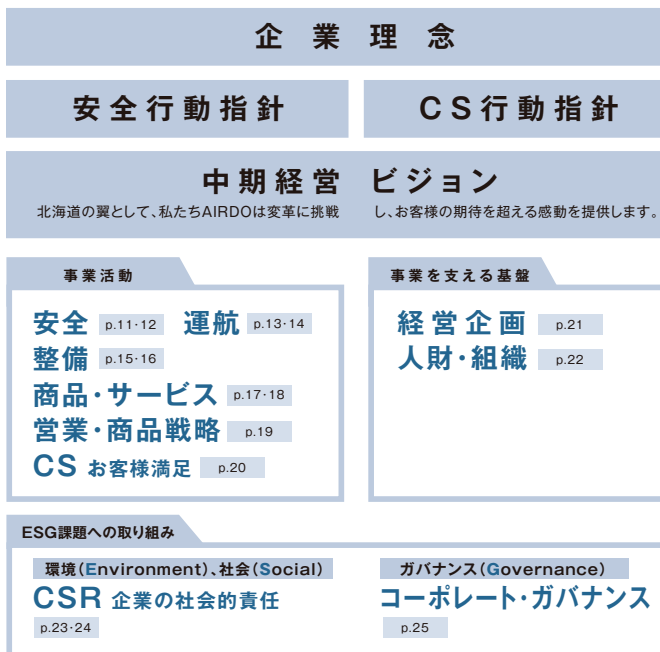 企業理念
安全行動指針
CS行動指針
中期経営 ビジョン
北海道の翼として、私たちAIRDOは変革に挑戦 し、お客様の期待を超える感動を提供します。
事業活動
安全 p.11・12 運航 p.13・14
整備 p.15・16
商品・サービス p.17・18
営業・商品戦略 p.19
CS お客様満足 p.20
事業を支える基盤
経営企画 p.21
人財・組織 p.22
ESG課題への取り組み
環境（Environment）、社会（Social）
CSR 企業の社会的責任
p.23・24
ガバナンス（Governance）
コーポレート・ガバナンス
p.25